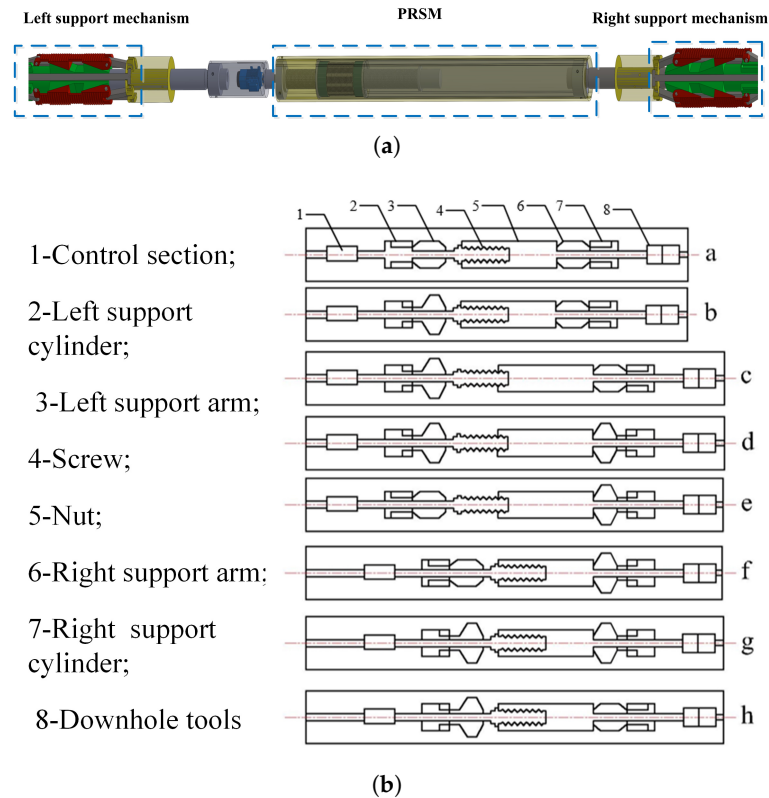 Left support mechanism
PRSM
Right support mechanism
(a)
1 2 3 4 5 6 7 8
1-Control section;
a
2-Left support
cylinder;
b
3-Left support arm;
c
4-Screw;
d
5-Nut;
e
6-Right support arm;
f
7-Right support
cylinder;
g
8-Downhole tools
h
(b)